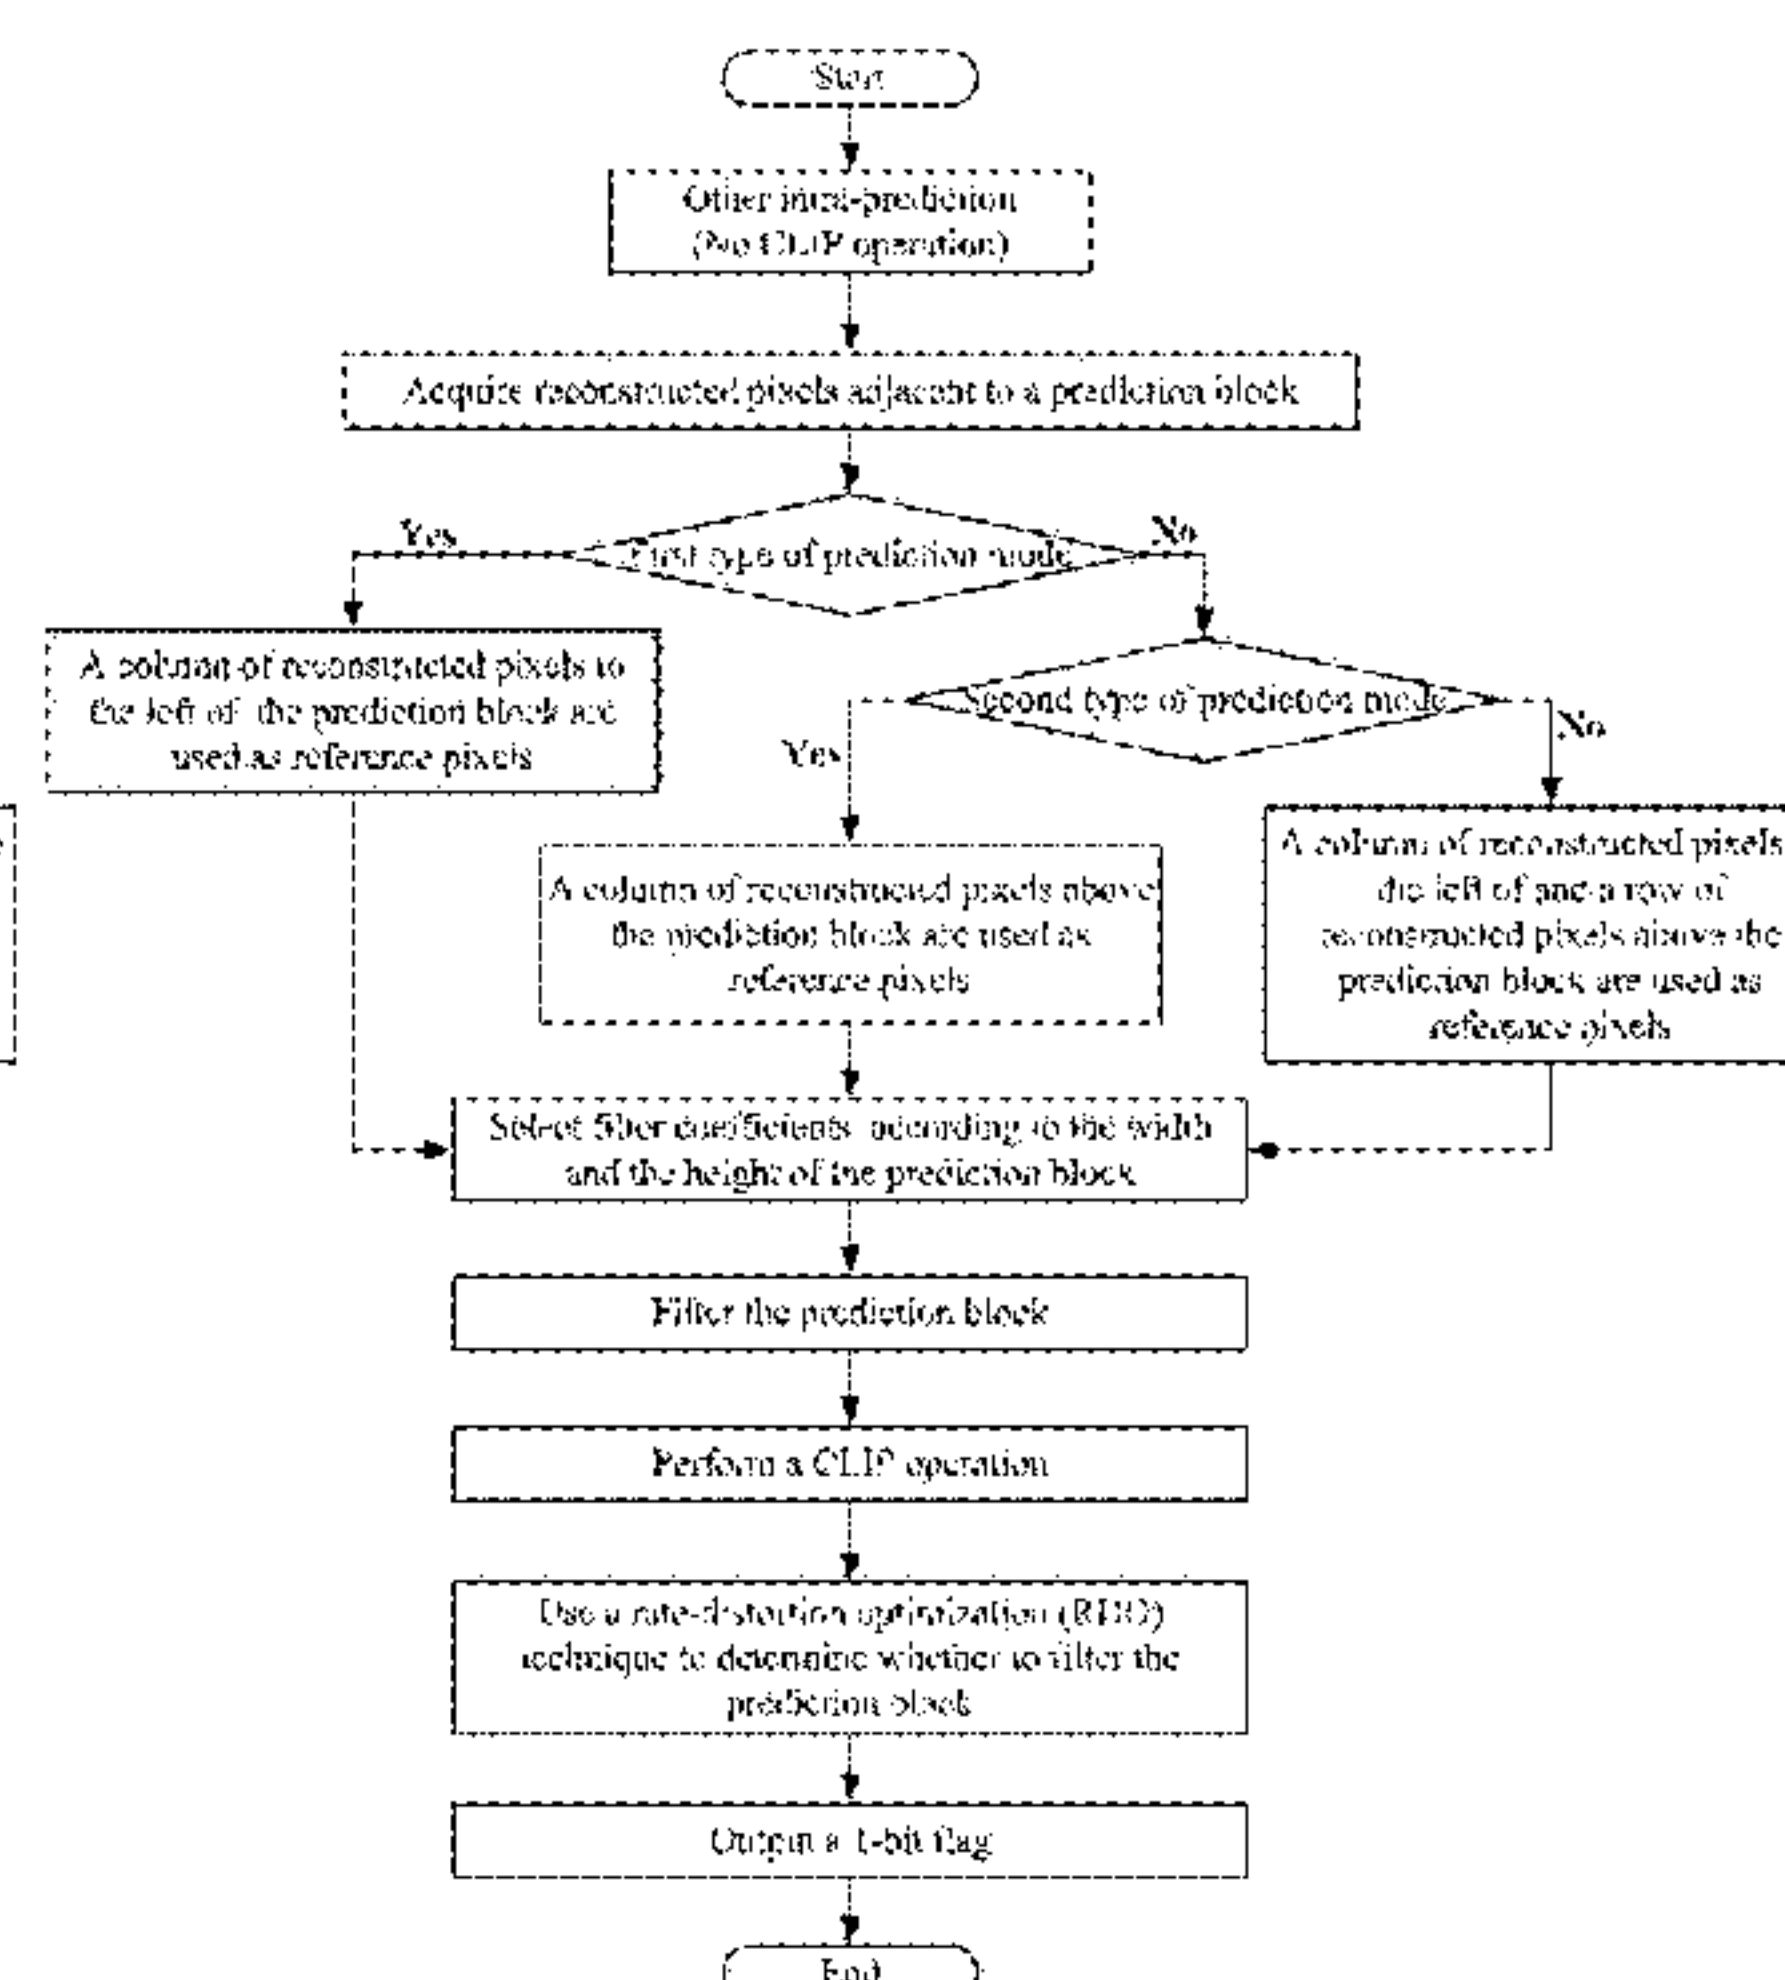 Start
Other intra-prediction
(No CLIP operation)
Acquire reconstructed pixels adjacent to a prediction block
Yes
First type of prediction mode
No
A column of reconstructed pixels to
the left of the prediction block are
used as reference pixels
Second type of prediction mode
Yes
No
A column of reconstructed pixels above
the prediction block are used as
reference pixels
A column of reconstructed pixels
the left of and a row of
reconstructed pixels above the
prediction block are used as
reference pixels
Select filter coefficients according to the width
and the height of the prediction block
Filter the prediction block
Perform a CLIP operation
Use a rate-distortion optimization (RDO)
technique to determine whether to filter the
prediction block
Output a 1-bit flag
End